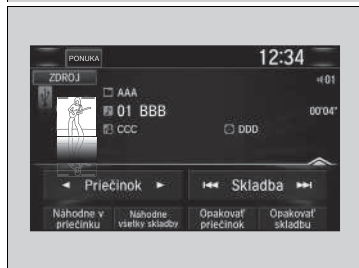 PONUKA 12:34
ZDROJ 01
AAA
01 BBB 00'04"
CCC DDD
Priečinok Skladba
Náhodne v priečinku Náhodne všetky skladby Opakovať priečinok Opakovať skladbu